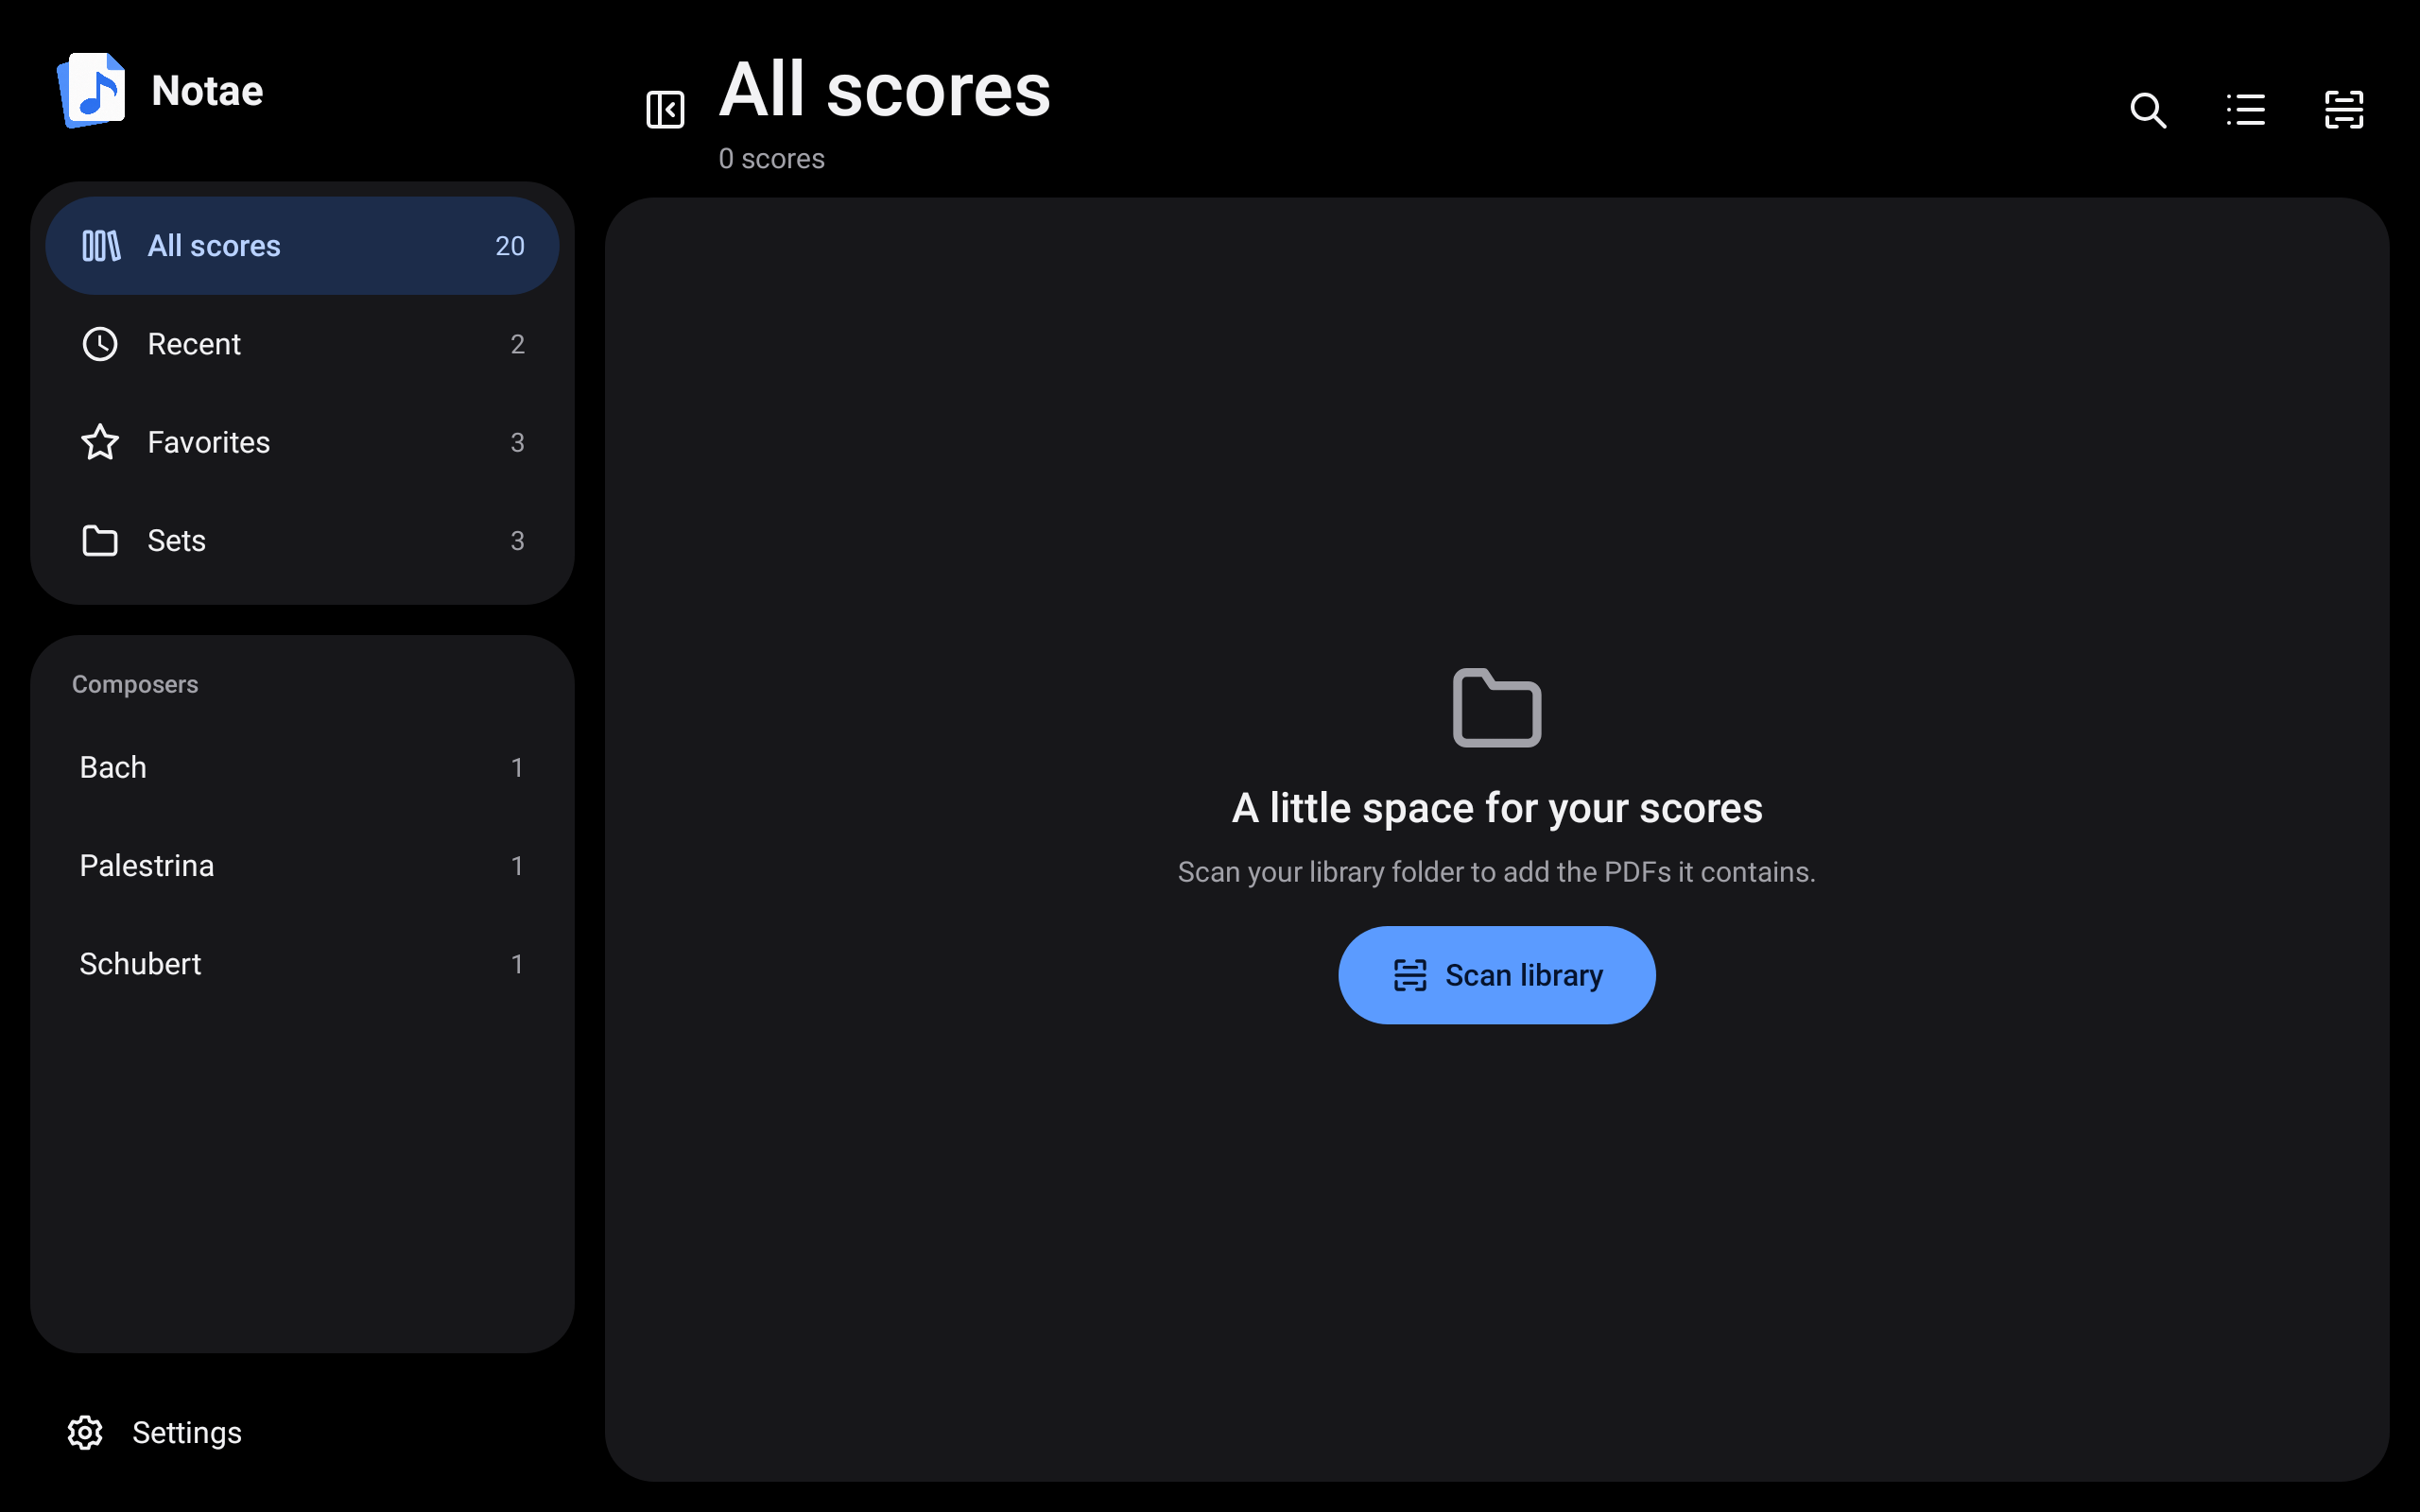 Notae
All scores
0 scores
All scores 20
Recent 2
Favorites 3
Sets 3
Composers
Bach 1
Palestrina 1
Schubert 1
Settings
A little space for your scores
Scan your library folder to add the PDFs it contains.
Scan library